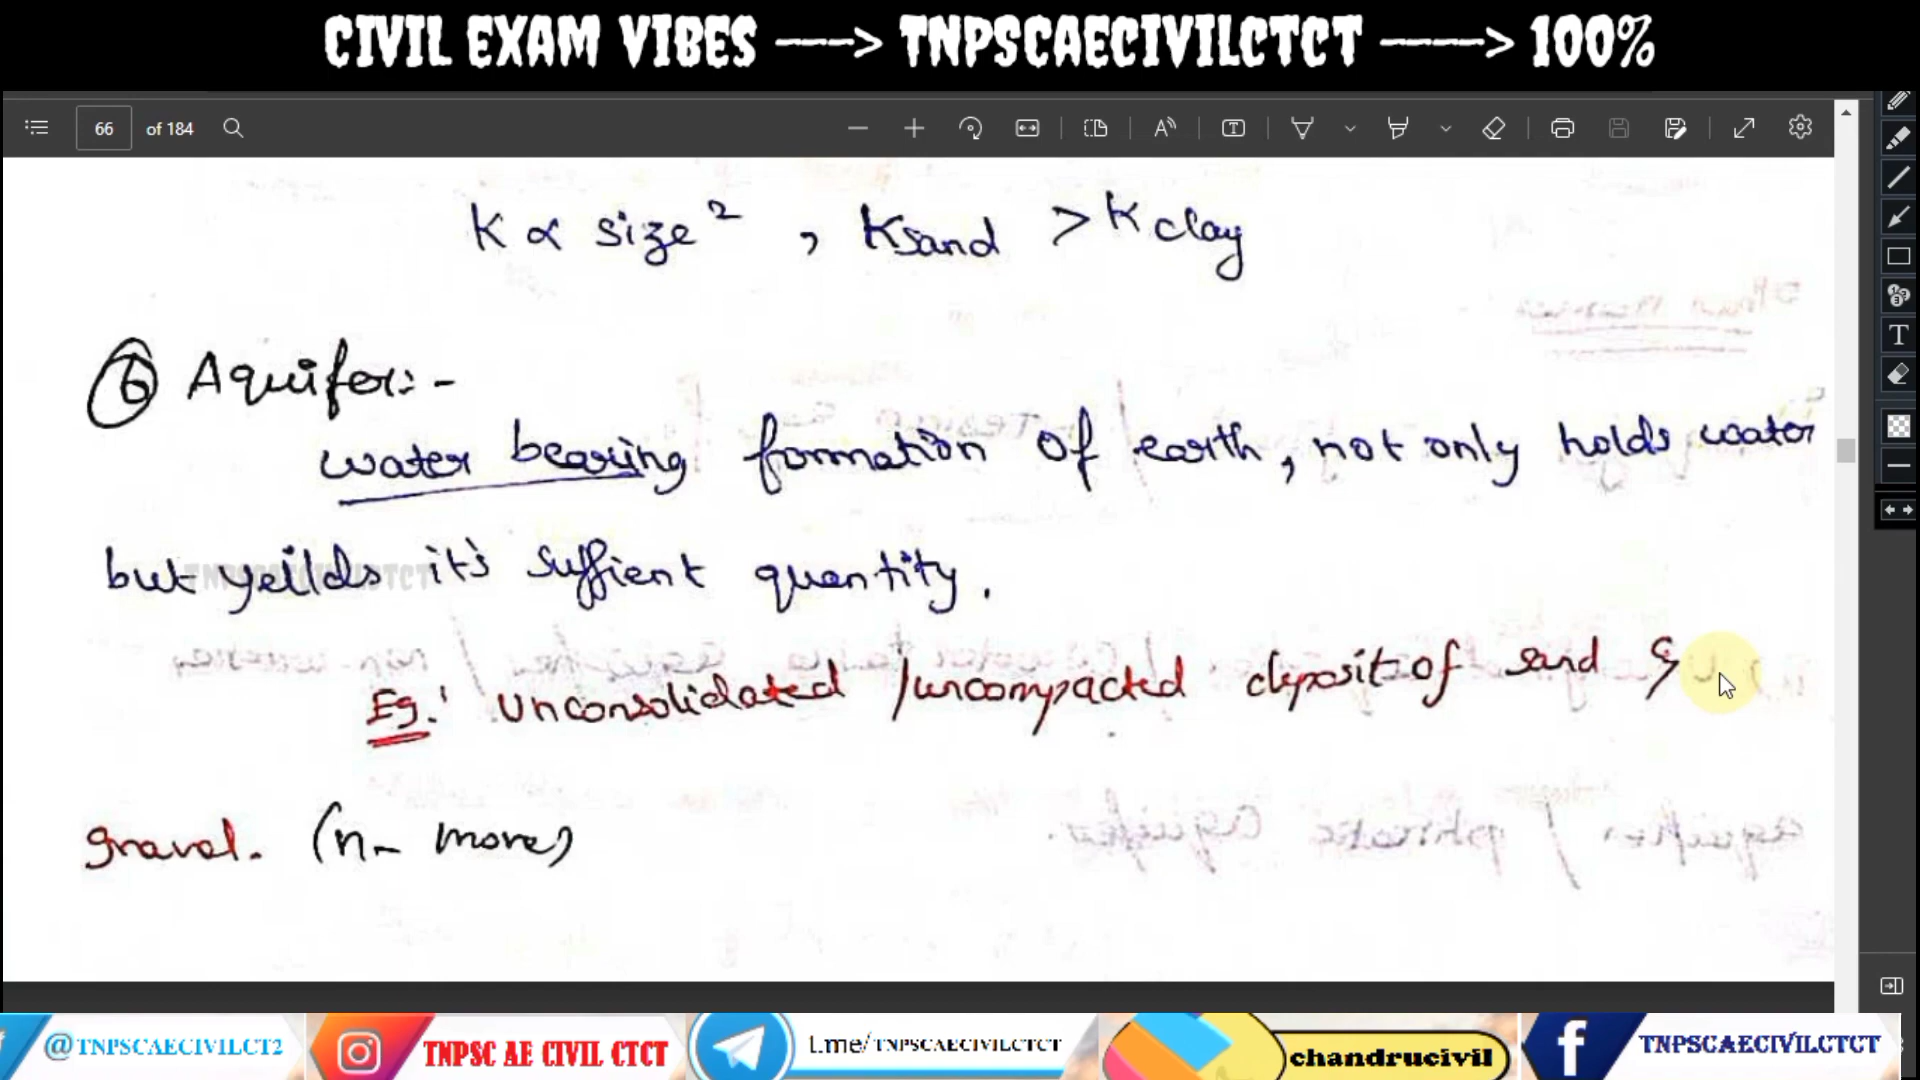 CIVIL EXAM VIBES ---> TNPSCAECIVILCTCT ----> 100%
66 of 184
K ∝ size², Ksand > Kclay
⑥ Aquifer:-
water bearing formation of earth, not only holds water
but yeilds it's suffient quantity.
TNPSCAECIVILCTCT
Eg:' Unconsolidated /uncompacted deposit of sand &
graval. (n- more)
@TNPSCAECIVILCT2 TNPSC AE CIVIL CTCT t.me/TNPSCAECIVILCTCT chandrucivil TNPSCAECIVILCTCT